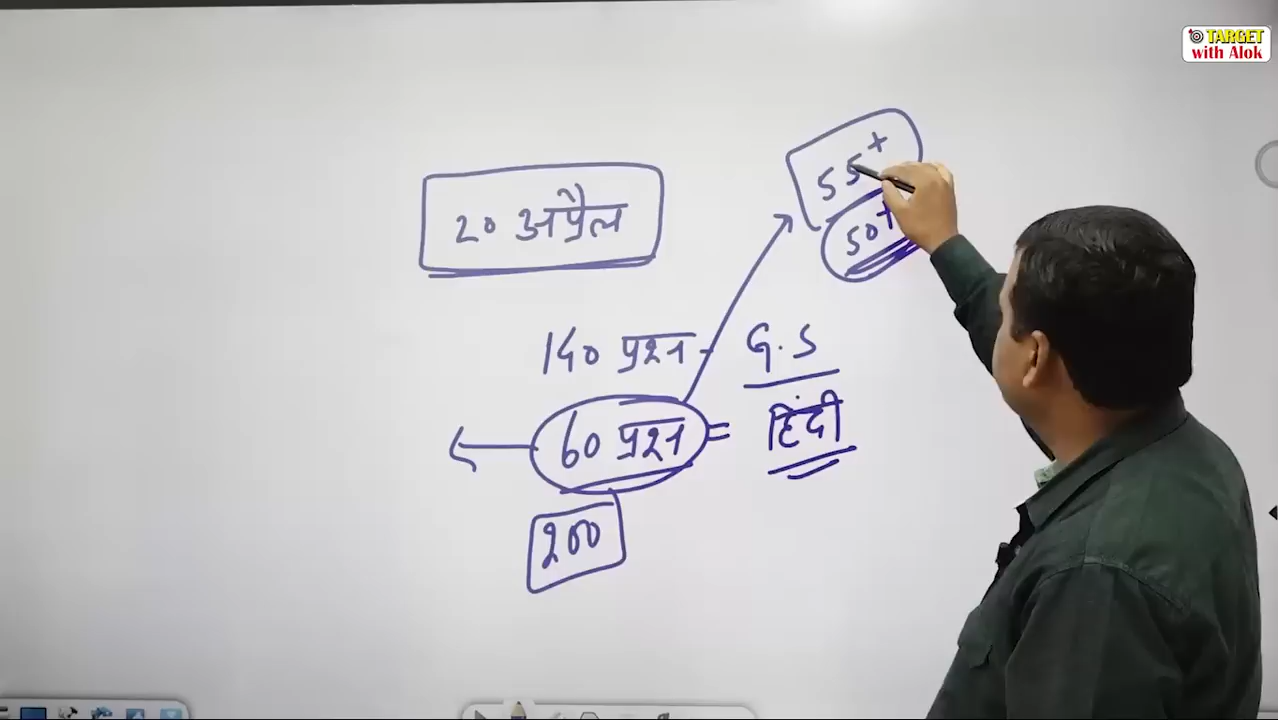 TARGET
with Alok
55+
50+
20 अप्रैल
140 प्रश्न - G.S
60 प्रश्न = हिंदी
200